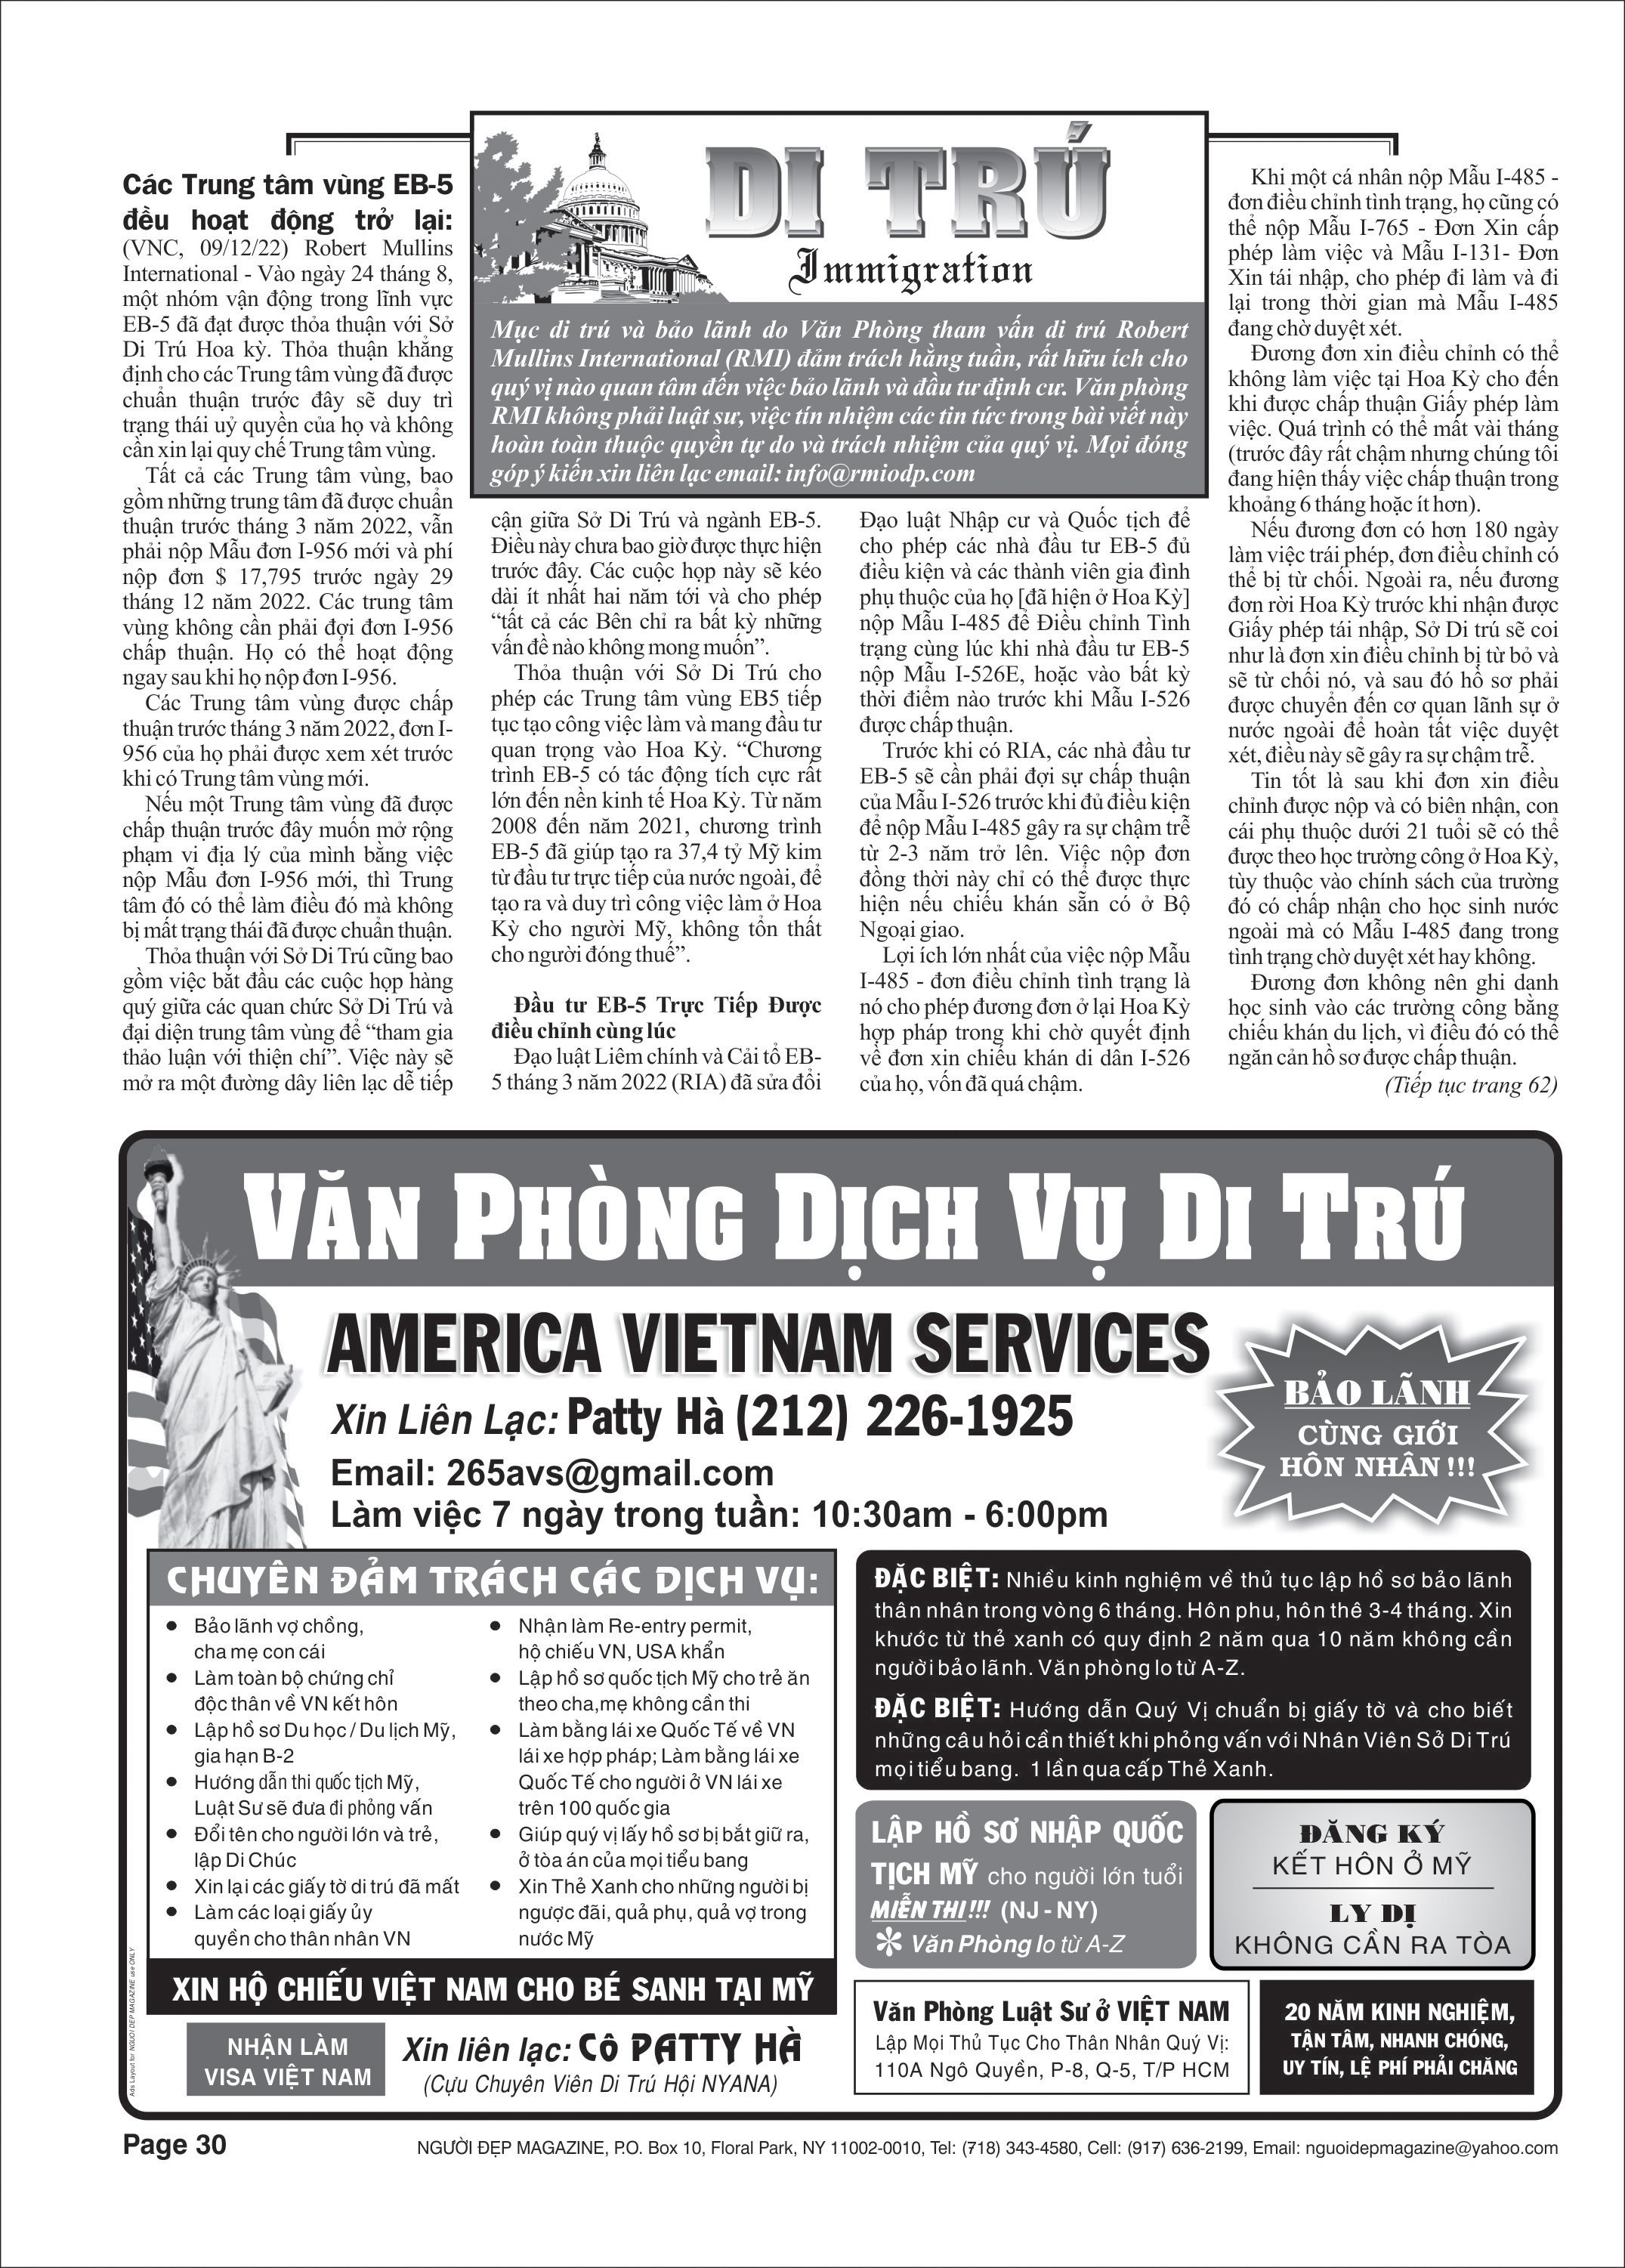 DI TRÚ
Immigration
Mục di trú và bảo lãnh do Văn Phòng tham vấn di trú Robert
Mullins International (RMI) đảm trách hằng tuần, rất hữu ích cho
quý vị nào quan tâm đến việc bảo lãnh và đầu tư định cư. Văn phòng
RMI không phải luật sư, việc tín nhiệm các tin tức trong bài viết này
hoàn toàn thuộc quyền tự do và trách nhiệm của quý vị. Mọi đóng
góp ý kiến xin liên lạc email: info@rmiodp.com
Các Trung tâm vùng EB-5
đều hoạt động trở lại:
(VNC, 09/12/22) Robert Mullins
International - Vào ngày 24 tháng 8,
một nhóm vận động trong lĩnh vực
EB-5 đã đạt được thỏa thuận với Sở
Di Trú Hoa kỳ. Thỏa thuận khẳng
định cho các Trung tâm vùng đã được
chuẩn thuận trước đây sẽ duy trì
trạng thái uỷ quyền của họ và không
cần xin lại quy chế Trung tâm vùng.
Tất cả các Trung tâm vùng, bao
gồm những trung tâm đã được chuẩn
thuận trước tháng 3 năm 2022, vẫn
phải nộp Mẫu đơn I-956 mới và phí
nộp đơn $ 17,795 trước ngày 29
tháng 12 năm 2022. Các trung tâm
vùng không cần phải đợi đơn I-956
chấp thuận. Họ có thể hoạt động
ngay sau khi họ nộp đơn I-956.
Các Trung tâm vùng được chấp
thuận trước tháng 3 năm 2022, đơn I-
956 của họ phải được xem xét trước
khi có Trung tâm vùng mới.
Nếu một Trung tâm vùng đã được
chấp thuận trước đây muốn mở rộng
phạm vi địa lý của mình bằng việc
nộp Mẫu đơn I-956 mới, thì Trung
tâm đó có thể làm điều đó mà không
bị mất trạng thái đã được chuẩn thuận.
Thỏa thuận với Sở Di Trú cũng bao
gồm việc bắt đầu các cuộc họp hàng
quý giữa các quan chức Sở Di Trú và
đại diện trung tâm vùng để “tham gia
thảo luận với thiện chí”. Việc này sẽ
mở ra một đường dây liên lạc dễ tiếp
cận giữa Sở Di Trú và ngành EB-5.
Điều này chưa bao giờ được thực hiện
trước đây. Các cuộc họp này sẽ kéo
dài ít nhất hai năm tới và cho phép
“tất cả các Bên chỉ ra bất kỳ những
vấn đề nào không mong muốn”.
Thỏa thuận với Sở Di Trú cho
phép các Trung tâm vùng EB5 tiếp
tục tạo công việc làm và mang đầu tư
quan trọng vào Hoa Kỳ. “Chương
trình EB-5 có tác động tích cực rất
lớn đến nền kinh tế Hoa Kỳ. Từ năm
2008 đến năm 2021, chương trình
EB-5 đã giúp tạo ra 37,4 tỷ Mỹ kim
từ đầu tư trực tiếp của nước ngoài, để
tạo ra và duy trì công việc làm ở Hoa
Kỳ cho người Mỹ, không tổn thất
cho người đóng thuế”.
Đầu tư EB-5 Trực Tiếp Được
điều chỉnh cùng lúc
Đạo luật Liêm chính và Cải tổ EB-
5 tháng 3 năm 2022 (RIA) đã sửa đổi
Đạo luật Nhập cư và Quốc tịch để
cho phép các nhà đầu tư EB-5 đủ
điều kiện và các thành viên gia đình
phụ thuộc của họ [đã hiện ở Hoa Kỳ]
nộp Mẫu I-485 để Điều chỉnh Tình
trạng cùng lúc khi nhà đầu tư EB-5
nộp Mẫu I-526E, hoặc vào bất kỳ
thời điểm nào trước khi Mẫu I-526
được chấp thuận.
Trước khi có RIA, các nhà đầu tư
EB-5 sẽ cần phải đợi sự chấp thuận
của Mẫu I-526 trước khi đủ điều kiện
để nộp Mẫu I-485 gây ra sự chậm trễ
từ 2-3 năm trở lên. Việc nộp đơn
đồng thời này chỉ có thể được thực
hiện nếu chiếu khán sẵn có ở Bộ
Ngoại giao.
Lợi ích lớn nhất của việc nộp Mẫu
I-485 - đơn điều chỉnh tình trạng là
nó cho phép đương đơn ở lại Hoa Kỳ
hợp pháp trong khi chờ quyết định
về đơn xin chiếu khán di dân I-526
của họ, vốn đã quá chậm.
Khi một cá nhân nộp Mẫu I-485 -
đơn điều chỉnh tình trạng, họ cũng có
thể nộp Mẫu I-765 - Đơn Xin cấp
phép làm việc và Mẫu I-131- Đơn
Xin tái nhập, cho phép đi làm và đi
lại trong thời gian mà Mẫu I-485
đang chờ duyệt xét.
Đương đơn xin điều chỉnh có thể
không làm việc tại Hoa Kỳ cho đến
khi được chấp thuận Giấy phép làm
việc. Quá trình có thể mất vài tháng
(trước đây rất chậm nhưng chúng tôi
đang hiện thấy việc chấp thuận trong
khoảng 6 tháng hoặc ít hơn).
Nếu đương đơn có hơn 180 ngày
làm việc trái phép, đơn điều chỉnh có
thể bị từ chối. Ngoài ra, nếu đương
đơn rời Hoa Kỳ trước khi nhận được
Giấy phép tái nhập, Sở Di trú sẽ coi
như là đơn xin điều chỉnh bị từ bỏ và
sẽ từ chối nó, và sau đó hồ sơ phải
được chuyển đến cơ quan lãnh sự ở
nước ngoài để hoàn tất việc duyệt
xét, điều này sẽ gây ra sự chậm trễ.
Tin tốt là sau khi đơn xin điều
chỉnh được nộp và có biên nhận, con
cái phụ thuộc dưới 21 tuổi sẽ có thể
được theo học trường công ở Hoa Kỳ,
tùy thuộc vào chính sách của trường
đó có chấp nhận cho học sinh nước
ngoài mà có Mẫu I-485 đang trong
tình trạng chờ duyệt xét hay không.
Đương đơn không nên ghi danh
học sinh vào các trường công bằng
chiếu khán du lịch, vì điều đó có thể
ngăn cản hồ sơ được chấp thuận.
(Tiếp tục trang 62)
VĂN PHÒNG DỊCH VỤ DI TRÚ
AMERICA VIETNAM SERVICES
Xin Liên Lạc: Patty Hà (212) 226-1925
Email: 265avs@gmail.com
Làm việc 7 ngày trong tuần: 10:30am - 6:00pm
BẢO LÃNH
CÙNG GIỚI
HÔN NHÂN !!!
CHUYÊN ĐẢM TRÁCH CÁC DỊCH VỤ:
• Bảo lãnh vợ chồng,
cha mẹ con cái
• Làm toàn bộ chứng chỉ
độc thân về VN kết hôn
• Lập hồ sơ Du học / Du lịch Mỹ,
gia hạn B-2
• Hướng dẫn thi quốc tịch Mỹ,
Luật Sư sẽ đưa đi phỏng vấn
• Đổi tên cho người lớn và trẻ,
lập Di Chúc
• Xin lại các giấy tờ di trú đã mất
• Làm các loại giấy ủy
quyền cho thân nhân VN
• Nhận làm Re-entry permit,
hộ chiếu VN, USA khẩn
• Lập hồ sơ quốc tịch Mỹ cho trẻ ăn
theo cha,mẹ không cần thi
• Làm bằng lái xe Quốc Tế về VN
lái xe hợp pháp; Làm bằng lái xe
Quốc Tế cho người ở VN lái xe
trên 100 quốc gia
• Giúp quý vị lấy hồ sơ bị bắt giữ ra,
ở tòa án của mọi tiểu bang
• Xin Thẻ Xanh cho những người bị
ngược đãi, quả phụ, quả vợ trong
nước Mỹ
XIN HỘ CHIẾU VIỆT NAM CHO BÉ SANH TẠI MỸ
NHẬN LÀM
VISA VIỆT NAM
Xin liên lạc: CÔ PATTY HÀ
(Cựu Chuyên Viên Di Trú Hội NYANA)
ĐẶC BIỆT: Nhiều kinh nghiệm về thủ tục lập hồ sơ bảo lãnh
thân nhân trong vòng 6 tháng. Hôn phu, hôn thê 3-4 tháng. Xin
khước từ thẻ xanh có quy định 2 năm qua 10 năm không cần
người bảo lãnh. Văn phòng lo từ A-Z.
ĐẶC BIỆT: Hướng dẫn Quý Vị chuẩn bị giấy tờ và cho biết
những câu hỏi cần thiết khi phỏng vấn với Nhân Viên Sở Di Trú
mọi tiểu bang. 1 lần qua cấp Thẻ Xanh.
LẬP HỒ SƠ NHẬP QUỐC
TỊCH MỸ cho người lớn tuổi
MIỄN THI !!! (NJ - NY)
✻ Văn Phòng lo từ A-Z
ĐĂNG KÝ
KẾT HÔN Ở MỸ
LY DỊ
KHÔNG CẦN RA TÒA
Văn Phòng Luật Sư ở VIỆT NAM
Lập Mọi Thủ Tục Cho Thân Nhân Quý Vị:
110A Ngô Quyền, P-8, Q-5, T/P HCM
20 NĂM KINH NGHIỆM,
TẬN TÂM, NHANH CHÓNG,
UY TÍN, LỆ PHÍ PHẢI CHĂNG
Ads Layout for NGUOI DEP MAGAZINE use ONLY
Page 30
NGƯỜI ĐẸP MAGAZINE, P.O. Box 10, Floral Park, NY 11002-0010, Tel: (718) 343-4580, Cell: (917) 636-2199, Email: nguoidepmagazine@yahoo.com